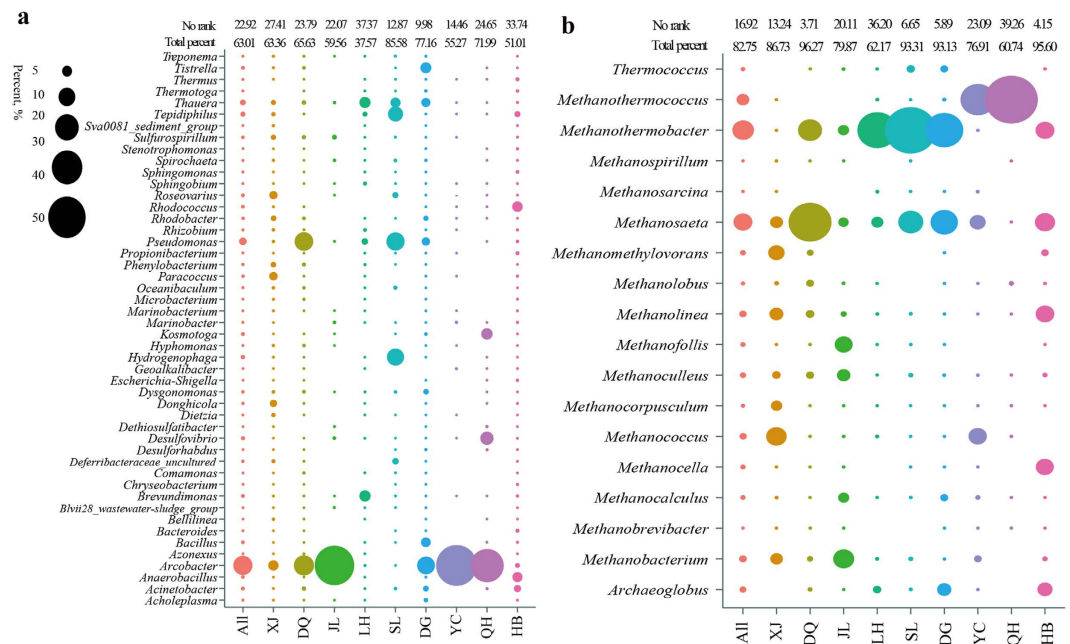 a
No rank 22.92 27.41 23.79 22.07 37.37 12.87 9.98 14.46 24.65 33.74
Total percent 63.01 63.36 65.63 59.56 37.57 85.58 77.16 55.27 71.99 51.01
Percent, %
5
10
20
30
40
50
Treponema
Tistrella
Thermus
Thermotoga
Thauera
Tepidiphilus
Sva0081_sediment_group
Sulfurospirillum
Stenotrophomonas
Spirochaeta
Sphingomonas
Sphingobium
Roseovarius
Rhodococcus
Rhodobacter
Rhizobium
Pseudomonas
Propionibacterium
Phenylobacterium
Paracoccus
Oceanibaculum
Microbacterium
Marinobacterium
Marinobacter
Kosmotoga
Hyphomonas
Hydrogenophaga
Geoalkalibacter
Escherichia-Shigella
Dysgonomonas
Donghicola
Dietzia
Dethiosulfatibacter
Desulfovibrio
Desulforhabdus
Deferribacteraceae_uncultured
Comamonas
Chryseobacterium
Brevundimonas
Blvii28_wastewater-sludge_group
Bellilinea
Bacteroides
Bacillus
Azonexus
Arcobacter
Anaerobacillus
Acinetobacter
Acholeplasma
All XJ DQ JL LH SL DG YC QH HB
b
No rank 16.92 13.24 3.71 20.11 36.20 6.65 5.89 23.09 39.26 4.15
Total percent 82.75 86.73 96.27 79.87 62.17 93.31 93.13 76.91 60.74 95.60
Thermococcus
Methanothermococcus
Methanothermobacter
Methanospirillum
Methanosarcina
Methanosaeta
Methanomethylovorans
Methanolobus
Methanolinea
Methanofollis
Methanoculleus
Methanocorpusculum
Methanococcus
Methanocella
Methanocalculus
Methanobrevibacter
Methanobacterium
Archaeoglobus
All XJ DQ JL LH SL DG YC QH HB